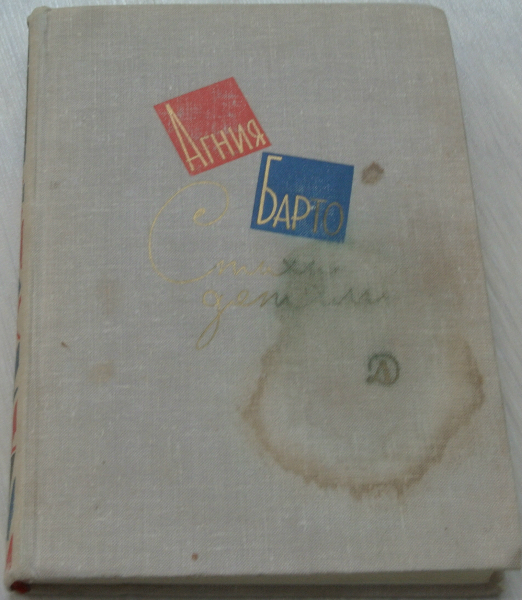 Агния
Барто
Стихи
детям
Д